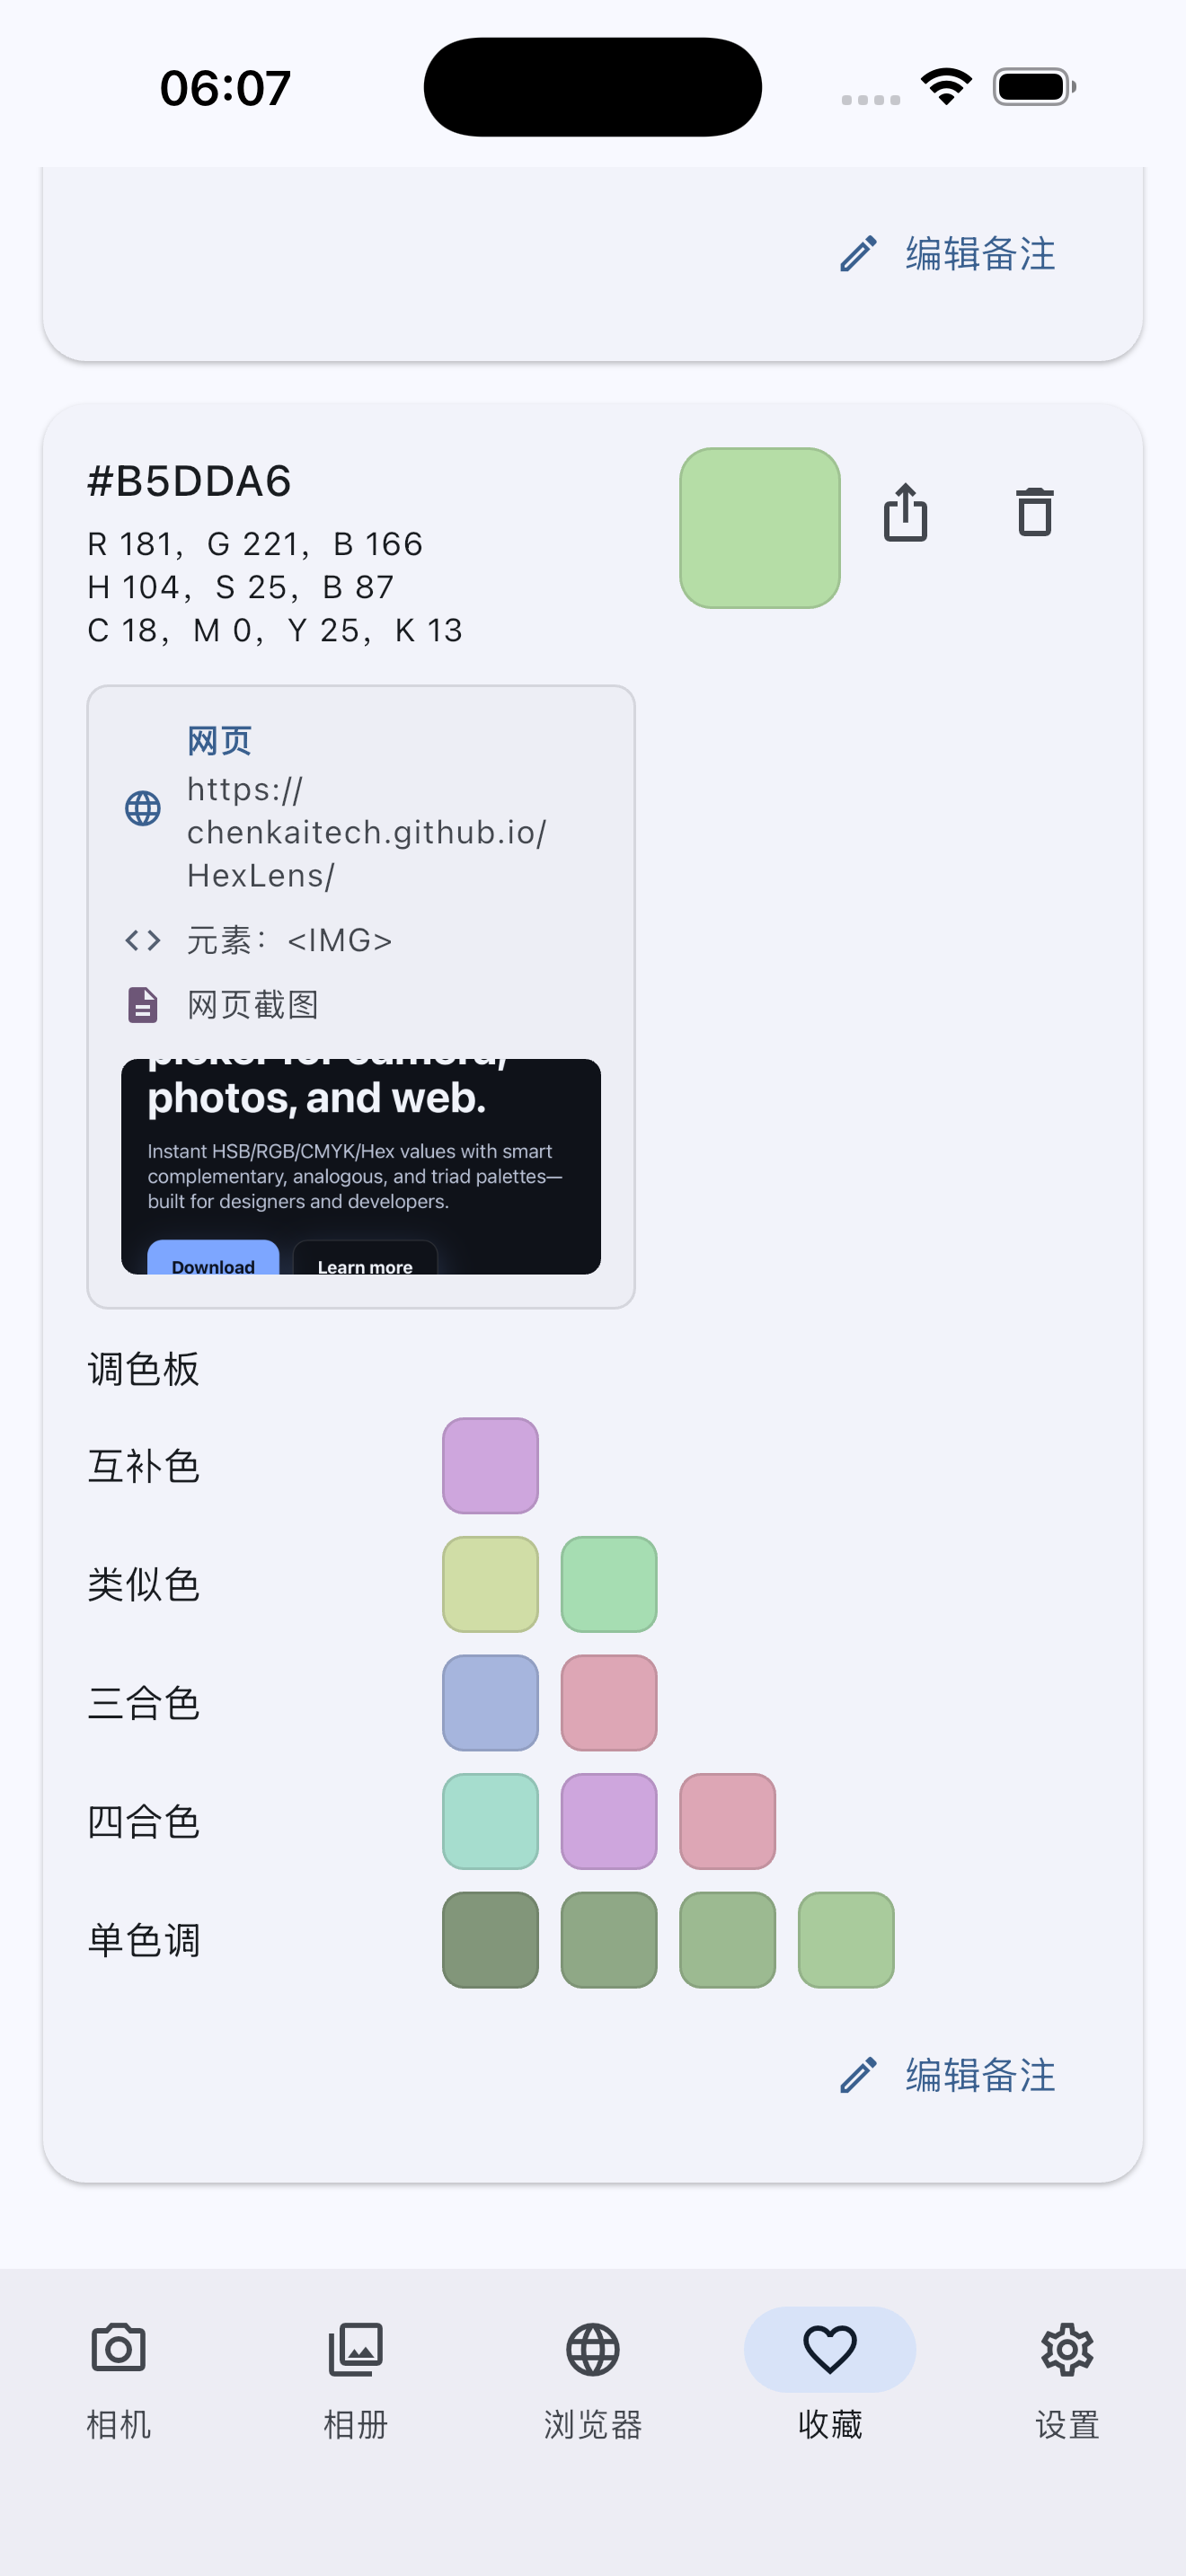 06:07
编辑备注
#B5DDA6
R 181，G 221，B 166
H 104，S 25，B 87
C 18，M 0，Y 25，K 13
网页
https://
chenkaitech.github.io/
HexLens/
元素：<IMG>
网页截图
picker for camera,
photos, and web.
Instant HSB/RGB/CMYK/Hex values with smart
complementary, analogous, and triad palettes—
built for designers and developers.
Download Learn more
调色板
互补色
类似色
三合色
四合色
单色调
编辑备注
相机 相册 浏览器 收藏 设置